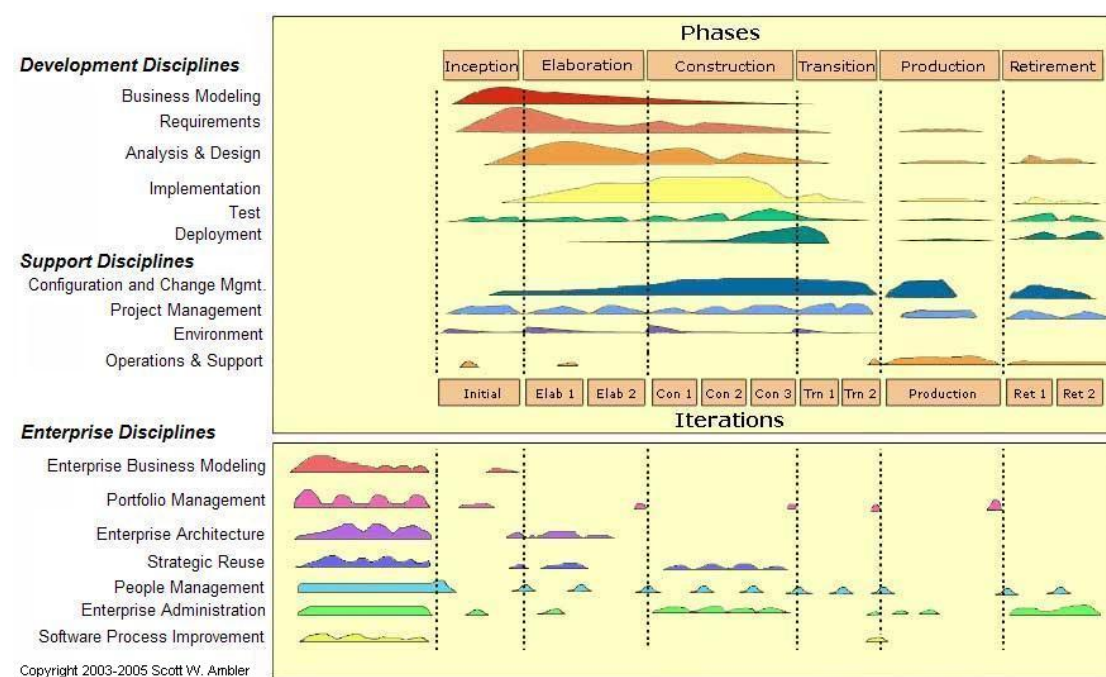 Phases
Development Disciplines
Inception Elaboration Construction Transition Production Retirement
Business Modeling
Requirements
Analysis & Design
Implementation
Test
Deployment
Support Disciplines
Configuration and Change Mgmt.
Project Management
Environment
Operations & Support
Initial Elab 1 Elab 2 Con 1 Con 2 Con 3 Trn 1 Trn 2 Production Ret 1 Ret 2
Iterations
Enterprise Disciplines
Enterprise Business Modeling
Portfolio Management
Enterprise Architecture
Strategic Reuse
People Management
Enterprise Administration
Software Process Improvement
Copyright 2003-2005 Scott W. Ambler